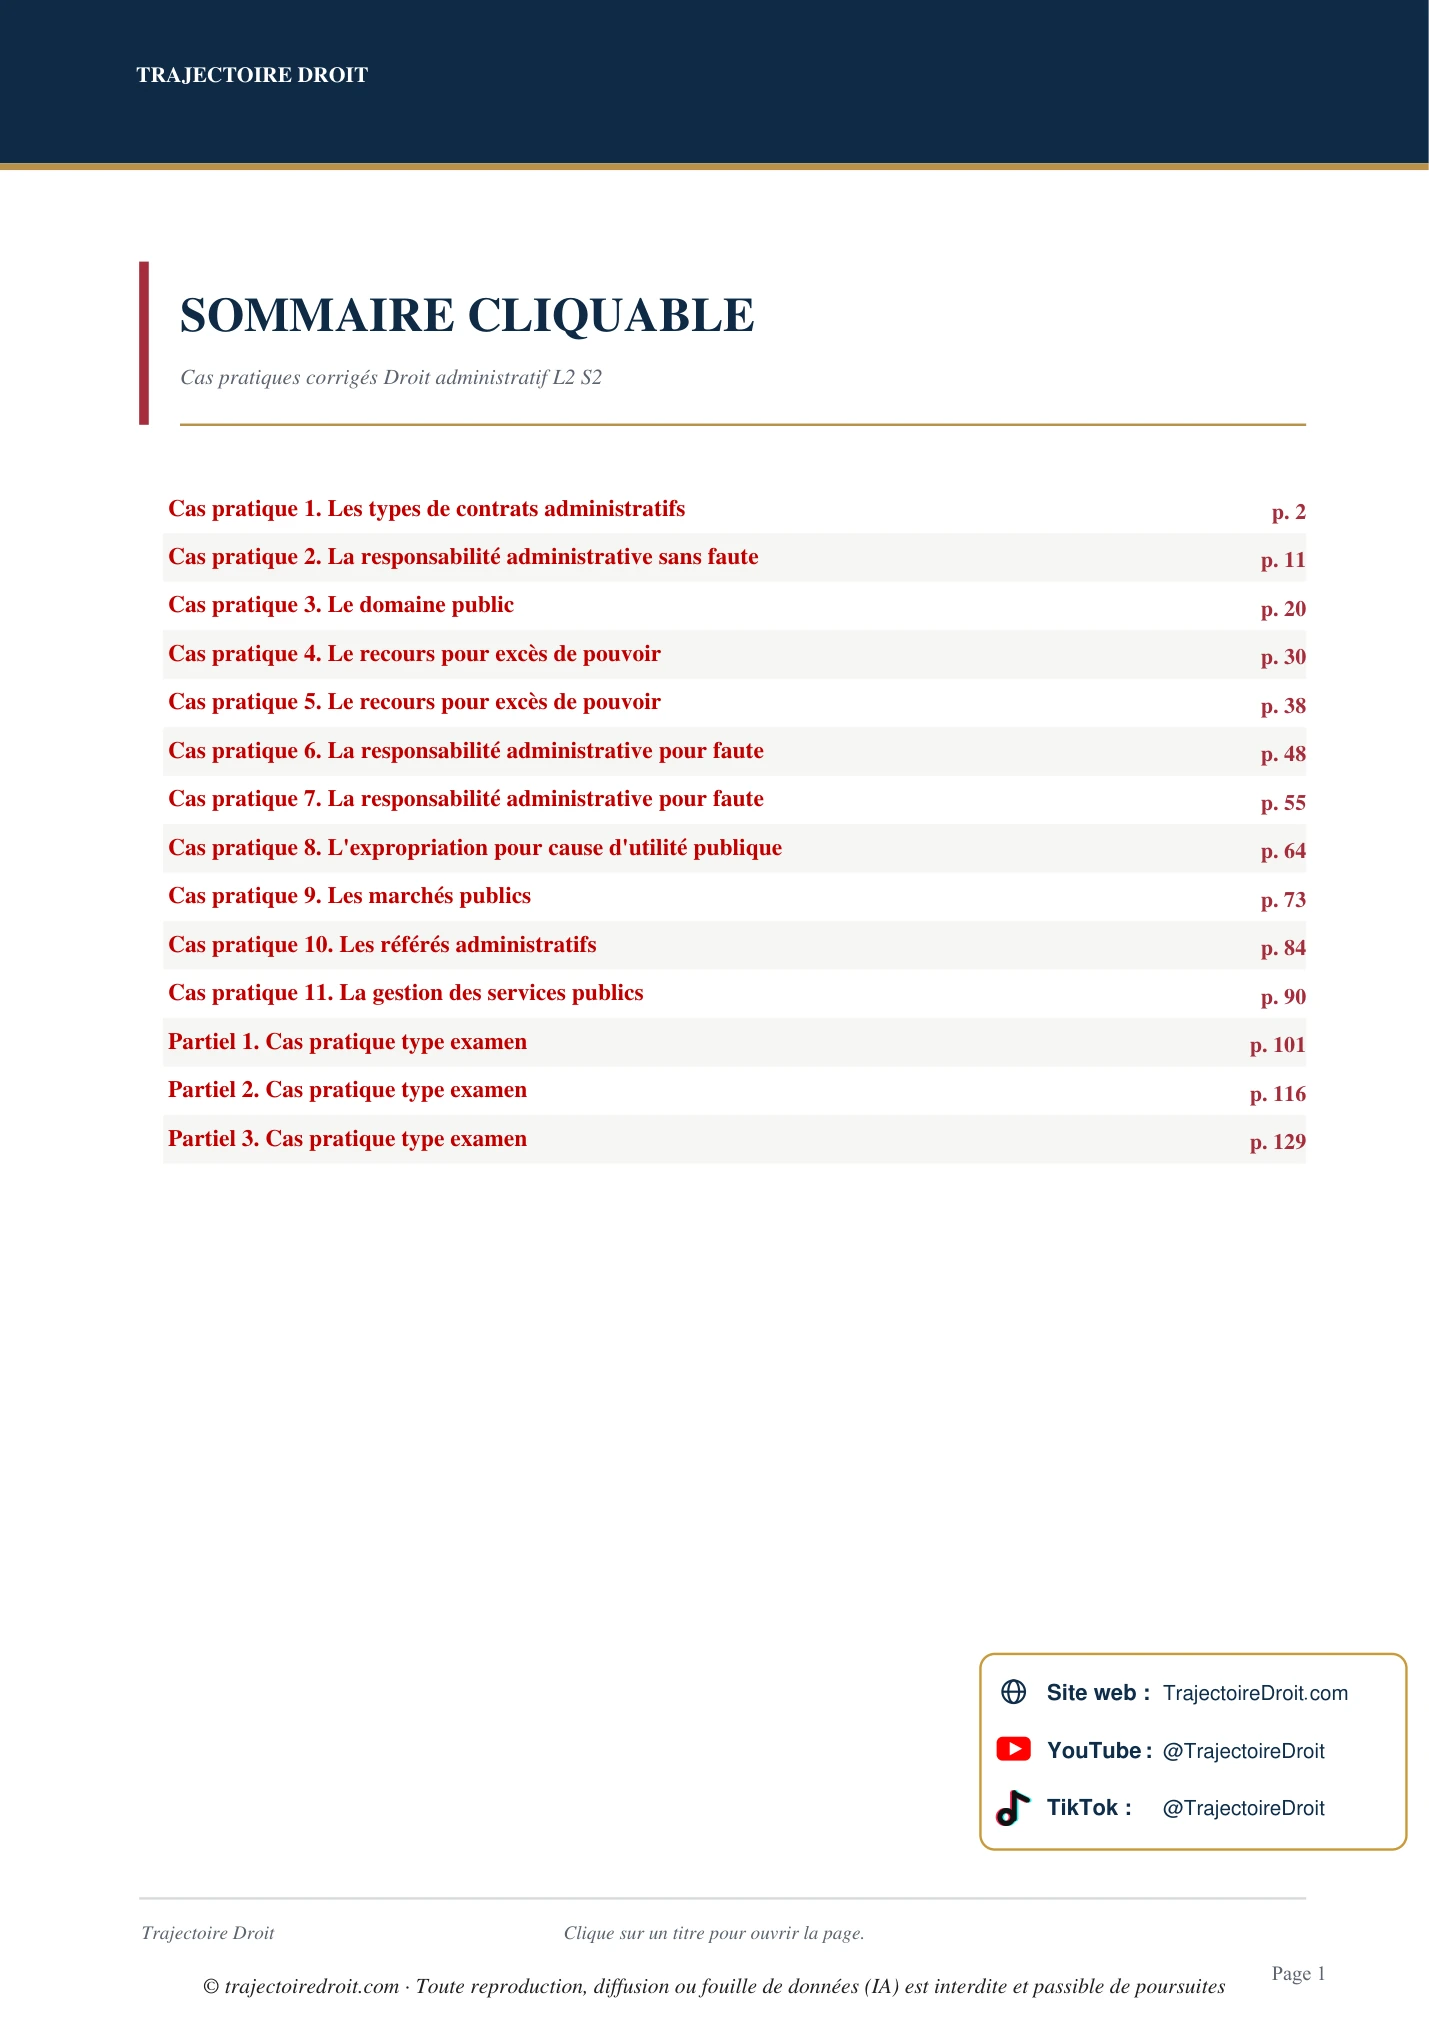 TRAJECTOIRE DROIT
SOMMAIRE CLIQUABLE
Cas pratiques corrigés Droit administratif L2 S2
Cas pratique 1. Les types de contrats administratifs p. 2
Cas pratique 2. La responsabilité administrative sans faute p. 11
Cas pratique 3. Le domaine public p. 20
Cas pratique 4. Le recours pour excès de pouvoir p. 30
Cas pratique 5. Le recours pour excès de pouvoir p. 38
Cas pratique 6. La responsabilité administrative pour faute p. 48
Cas pratique 7. La responsabilité administrative pour faute p. 55
Cas pratique 8. L'expropriation pour cause d'utilité publique p. 64
Cas pratique 9. Les marchés publics p. 73
Cas pratique 10. Les référés administratifs p. 84
Cas pratique 11. La gestion des services publics p. 90
Partiel 1. Cas pratique type examen p. 101
Partiel 2. Cas pratique type examen p. 116
Partiel 3. Cas pratique type examen p. 129
Site web : TrajectoireDroit.com
YouTube : @TrajectoireDroit
TikTok : @TrajectoireDroit
Trajectoire Droit Clique sur un titre pour ouvrir la page.
Page 1
© trajectoiredroit.com · Toute reproduction, diffusion ou fouille de données (IA) est interdite et passible de poursuites